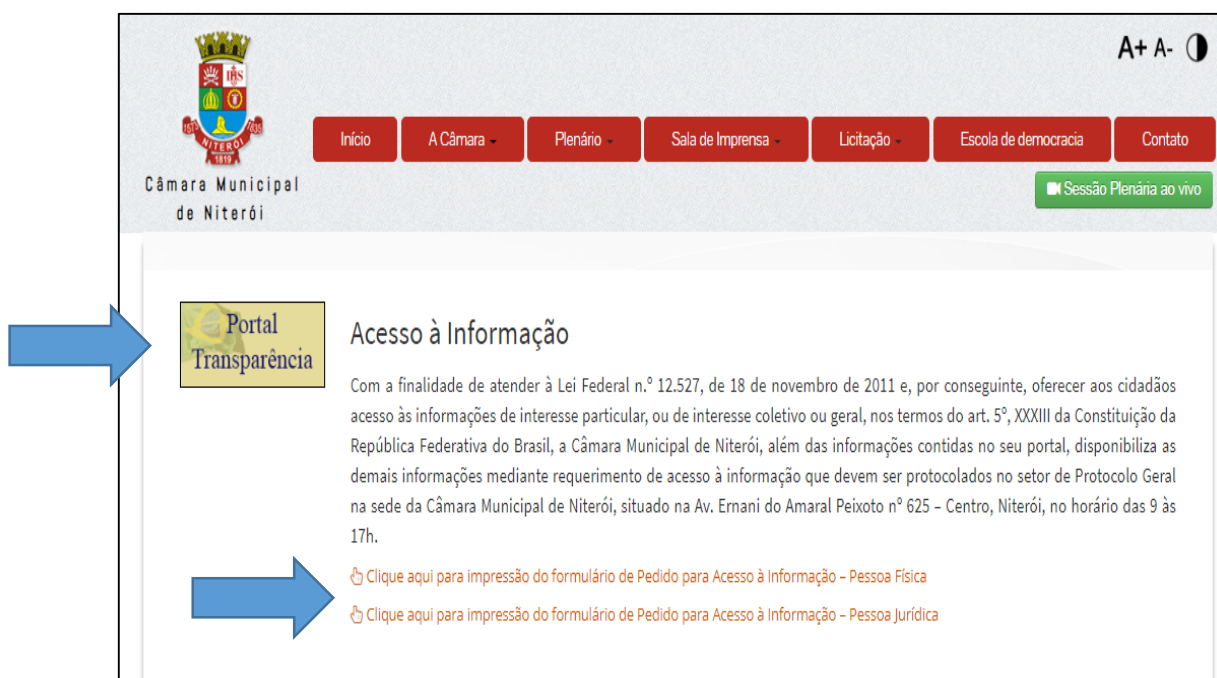 A+ A-
IHS
1573 NITERÓI 1835
1819
Câmara Municipal
de Niterói
Início A Câmara Plenário Sala de Imprensa Licitação Escola de democracia Contato
Sessão Plenária ao vivo
Portal
Transparência
Acesso à Informação
Com a finalidade de atender à Lei Federal n.º 12.527, de 18 de novembro de 2011 e, por conseguinte, oferecer aos cidadãos
acesso às informações de interesse particular, ou de interesse coletivo ou geral, nos termos do art. 5º, XXXIII da Constituição da
República Federativa do Brasil, a Câmara Municipal de Niterói, além das informações contidas no seu portal, disponibiliza as
demais informações mediante requerimento de acesso à informação que devem ser protocolados no setor de Protocolo Geral
na sede da Câmara Municipal de Niterói, situado na Av. Ernani do Amaral Peixoto nº 625 – Centro, Niterói, no horário das 9 às
17h.
Clique aqui para impressão do formulário de Pedido para Acesso à Informação – Pessoa Física
Clique aqui para impressão do formulário de Pedido para Acesso à Informação – Pessoa Jurídica